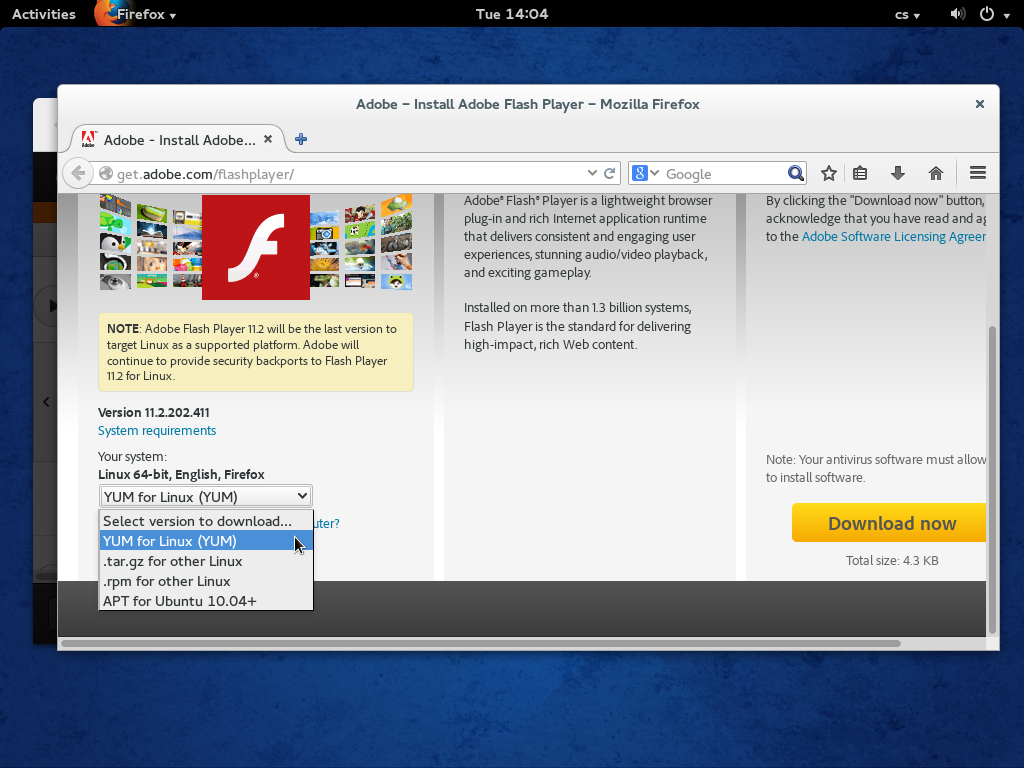 Activities
Firefox
Tue 14:04
cs
Adobe – Install Adobe Flash Player – Mozilla Firefox
Adobe
Adobe - Install Adobe...
get.adobe.com/flashplayer/
Google
NOTE: Adobe Flash Player 11.2 will be the last version to
target Linux as a supported platform. Adobe will
continue to provide security backports to Flash Player
11.2 for Linux.
Version 11.2.202.411
System requirements
Your system:
Linux 64-bit, English, Firefox
YUM for Linux (YUM)
uter?
Select version to download...
YUM for Linux (YUM)
.tar.gz for other Linux
.rpm for other Linux
APT for Ubuntu 10.04+
Adobe® Flash® Player is a lightweight browser
plug-in and rich Internet application runtime
that delivers consistent and engaging user
experiences, stunning audio/video playback,
and exciting gameplay.
Installed on more than 1.3 billion systems,
Flash Player is the standard for delivering
high-impact, rich Web content.
By clicking the "Download now" button,
acknowledge that you have read and ag
to the Adobe Software Licensing Agreer
Note: Your antivirus software must allow
to install software.
Download now
Total size: 4.3 KB